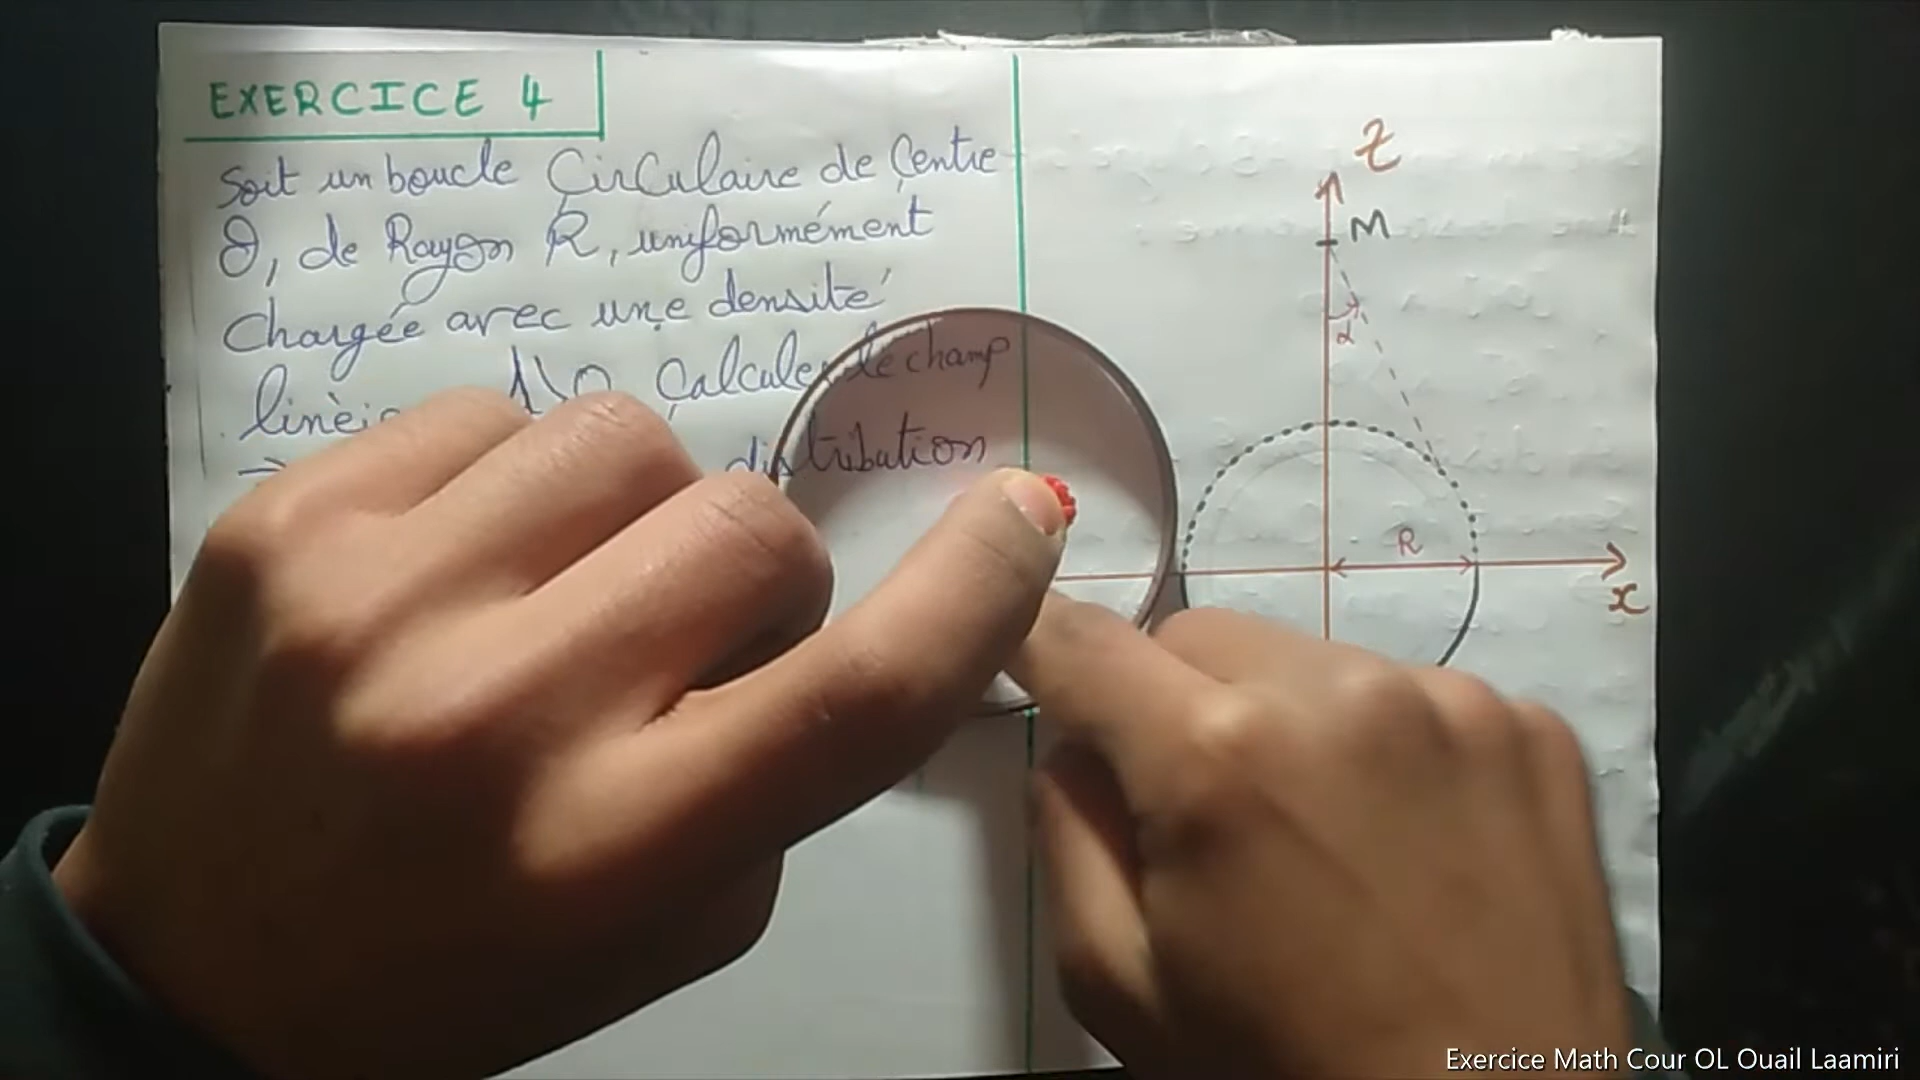 EXERCICE 4
Soit un boucle Circulaire de Centre
O, de Rayon R, uniformément
Chargée avec une densité
Calculer le champ
distribution
Z
M
α
R
x
Exercice Math Cour OL Ouail Laamiri